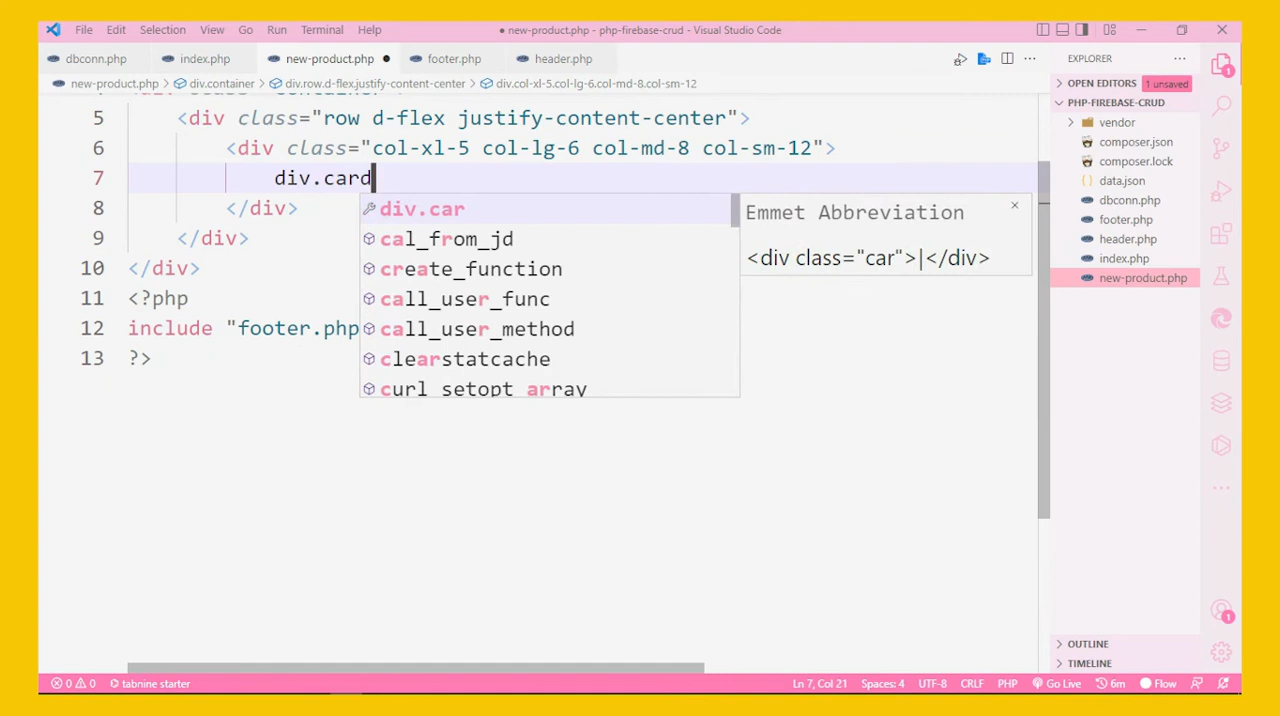 File Edit Selection View Go Run Terminal Help ● new-product.php - php-firebase-crud - Visual Studio Code
dbconn.php index.php new-product.php ● footer.php header.php
new-product.php > div.container > div.row.d-flex.justify-content-center > div.col-xl-5.col-lg-6.col-md-8.col-sm-12
5 <div class="row d-flex justify-content-center">
6 <div class="col-xl-5 col-lg-6 col-md-8 col-sm-12">
7 div.card
8 </div>
9 </div>
10 </div>
11 <?php
12 include "footer.php
13 ?>
div.car
cal_from_jd
create_function
call_user_func
call_user_method
clearstatcache
curl_setopt_array
Emmet Abbreviation ×
<div class="car">|</div>
EXPLORER ···
OPEN EDITORS 1 unsaved
PHP-FIREBASE-CRUD
vendor
composer.json
composer.lock
data.json
dbconn.php
footer.php
header.php
index.php
new-product.php
OUTLINE
TIMELINE
1
1
0 0 tabnine starter Ln 7, Col 21 Spaces: 4 UTF-8 CRLF PHP Go Live 6m Flow